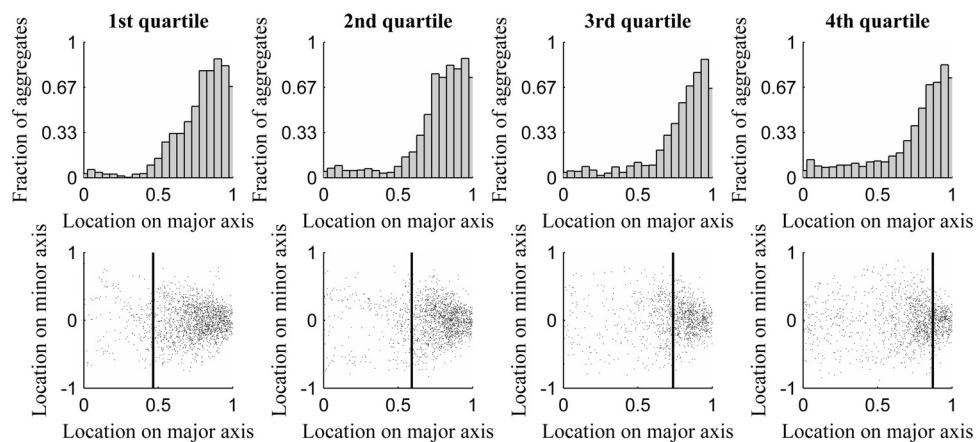 1st quartile 2nd quartile 3rd quartile 4th quartile
Fraction of aggregates Fraction of aggregates Fraction of aggregates Fraction of aggregates
1 1 1 1
0.67 0.67 0.67 0.67
0.33 0.33 0.33 0.33
0 0 0 0
0 0.5 1 0 0.5 1 0 0.5 1 0 0.5 1
Location on major axis Location on major axis Location on major axis Location on major axis
Location on minor axis Location on minor axis Location on minor axis Location on minor axis
1 1 1 1
0 0 0 0
-1 -1 -1 -1
0 0.5 1 0 0.5 1 0 0.5 1 0 0.5 1
Location on major axis Location on major axis Location on major axis Location on major axis